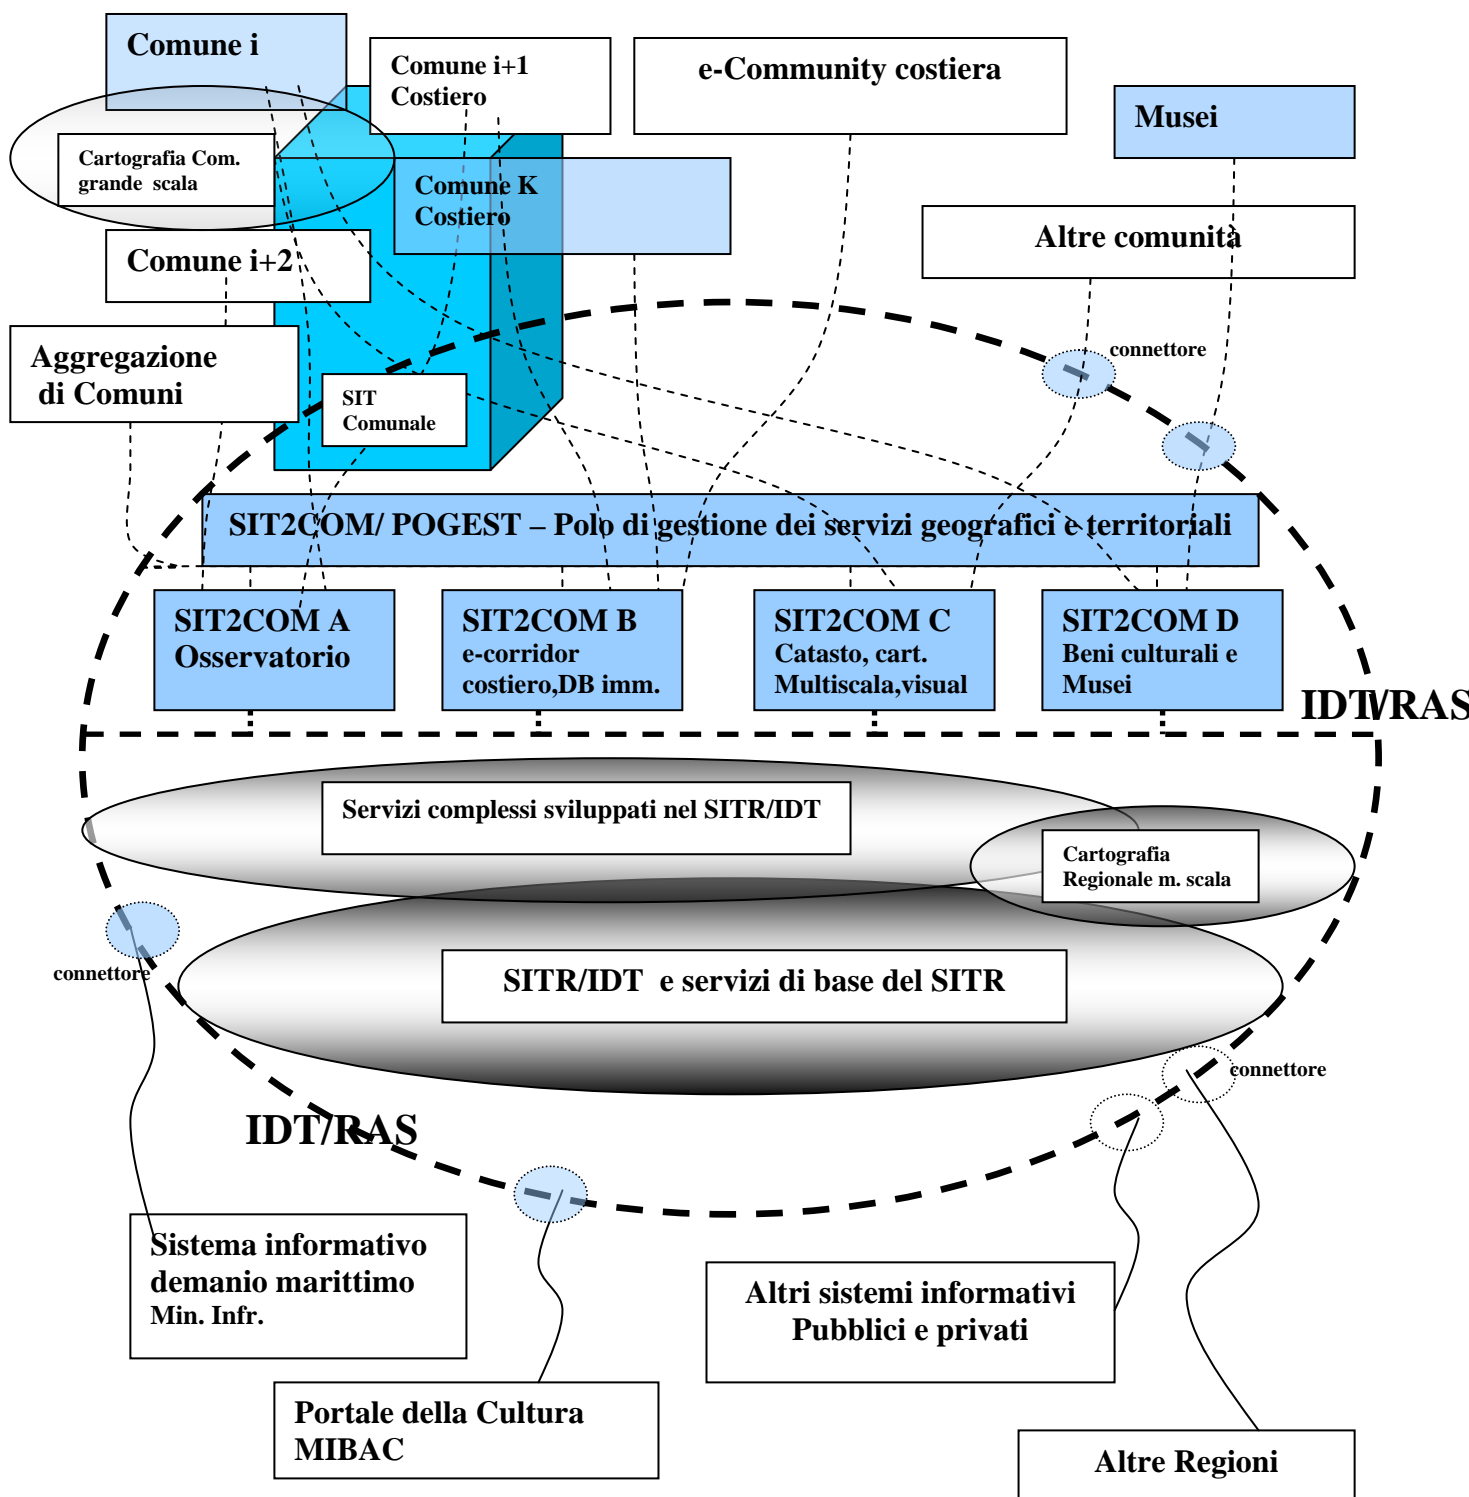 Comune i
Comune i+1
Costiero
e-Community costiera
Musei
Cartografia Com.
grande scala
Comune K
Costiero
Altre comunità
Comune i+2
Aggregazione
di Comuni
connettore
SIT
Comunale
SIT2COM/ POGEST – Polo di gestione dei servizi geografici e territoriali
SIT2COM A
Osservatorio
SIT2COM B
e-corridor
costiero,DB imm.
SIT2COM C
Catasto, cart.
Multiscala,visual
SIT2COM D
Beni culturali e
Musei
IDT/RAS
Servizi complessi sviluppati nel SITR/IDT
Cartografia
Regionale m. scala
connettore
SITR/IDT e servizi di base del SITR
connettore
IDT/RAS
Sistema informativo
demanio marittimo
Min. Infr.
Altri sistemi informativi
Pubblici e privati
Portale della Cultura
MIBAC
Altre Regioni